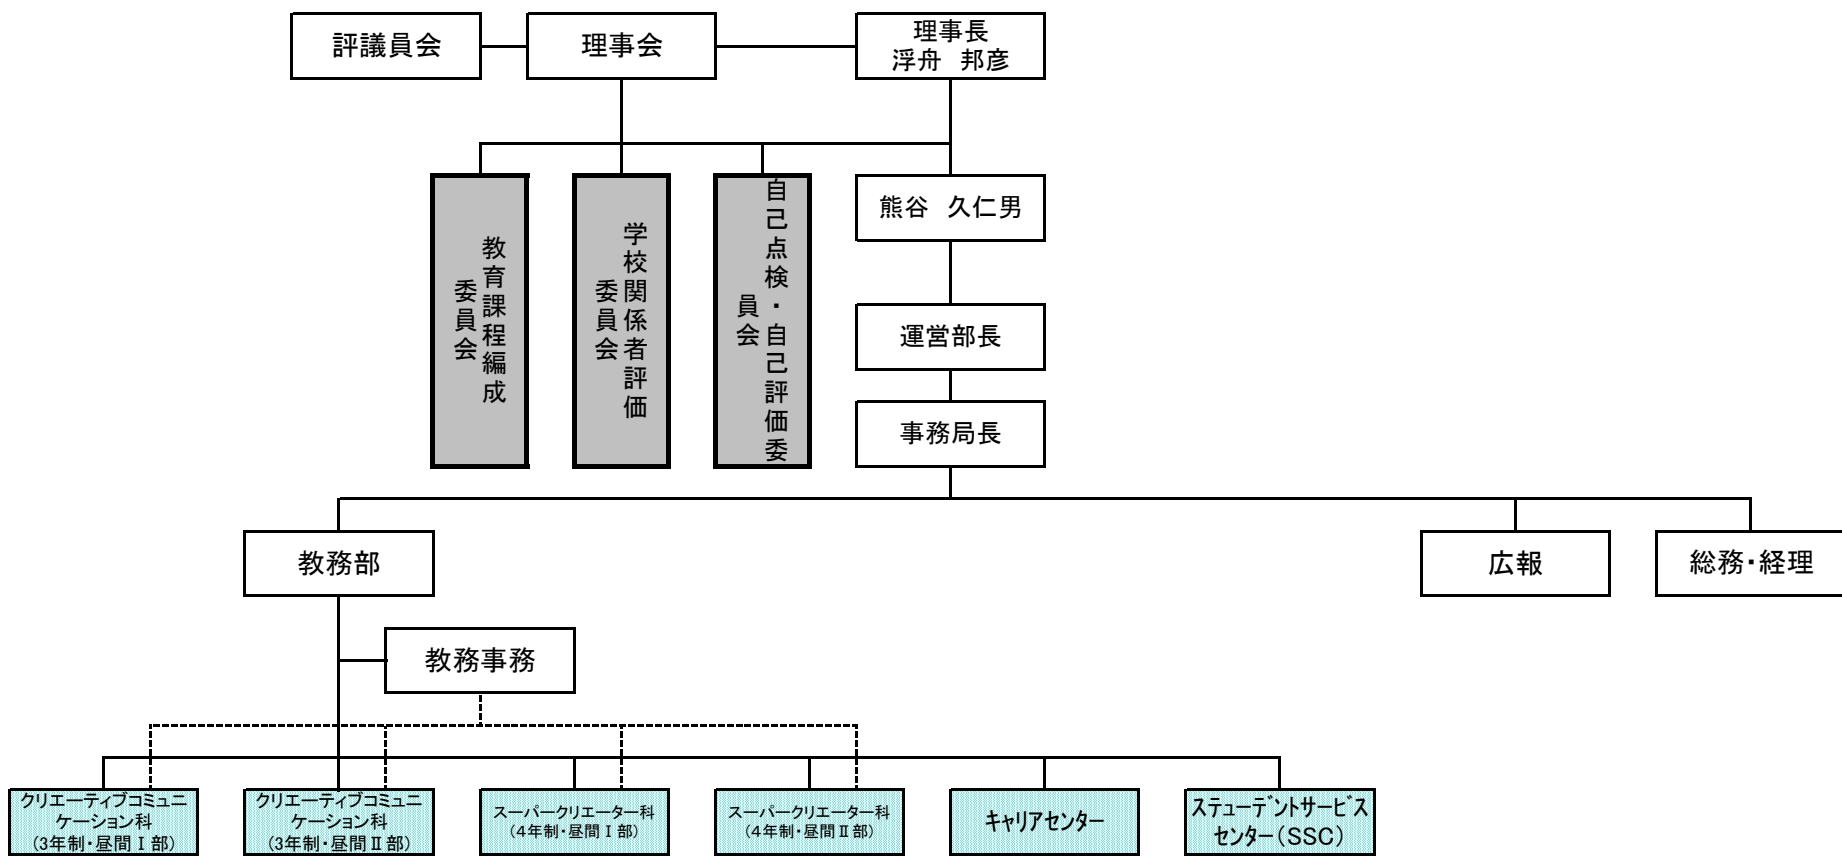 評議員会
理事会
理事長
浮舟　邦彦
教育課程編成
委員会
学校関係者評価
委員会
自己点検・自己評価委
員会
熊谷　久仁男
運営部長
事務局長
教務部
広報
総務・経理
教務事務
クリエーティブコミュニ
ケーション科
(3年制・昼間Ⅰ部)
クリエーティブコミュニ
ケーション科
(3年制・昼間Ⅱ部)
スーパークリエーター科
(4年制・昼間Ⅰ部)
スーパークリエーター科
(4年制・昼間Ⅱ部)
キャリアセンター
ステューデントサービス
センター(SSC)